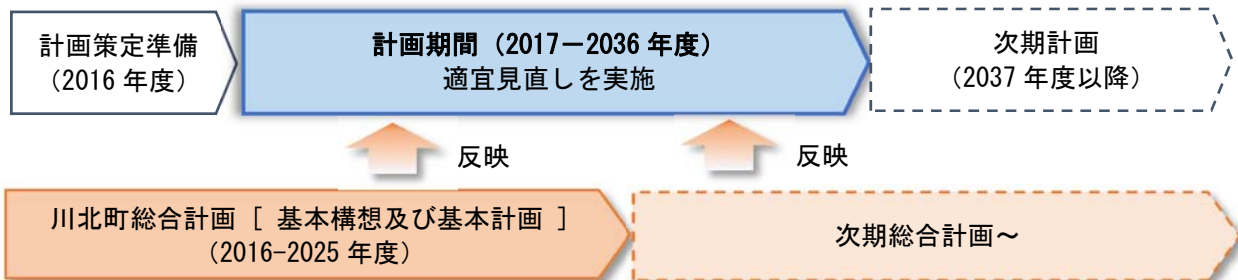 計画策定準備
（2016 年度）
計画期間（2017－2036 年度）
適宜見直しを実施
次期計画
（2037 年度以降）
反映
反映
川北町総合計画［ 基本構想及び基本計画 ］
（2016-2025 年度）
次期総合計画～